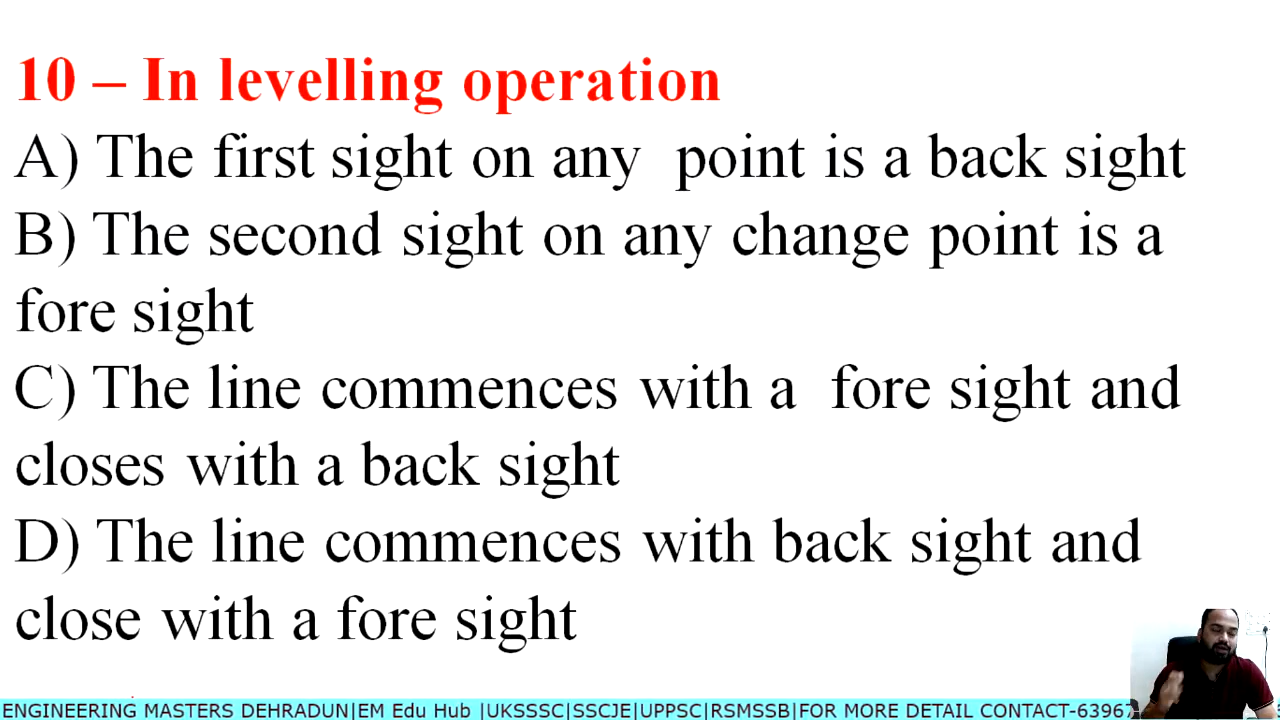 10 – In levelling operation
A) The first sight on any point is a back sight
B) The second sight on any change point is a
fore sight
C) The line commences with a fore sight and
closes with a back sight
D) The line commences with back sight and
close with a fore sight
ENGINEERING MASTERS DEHRADUN|EM Edu Hub |UKSSSC|SSCJE|UPPSC|RSMSSB|FOR MORE DETAIL CONTACT-63967